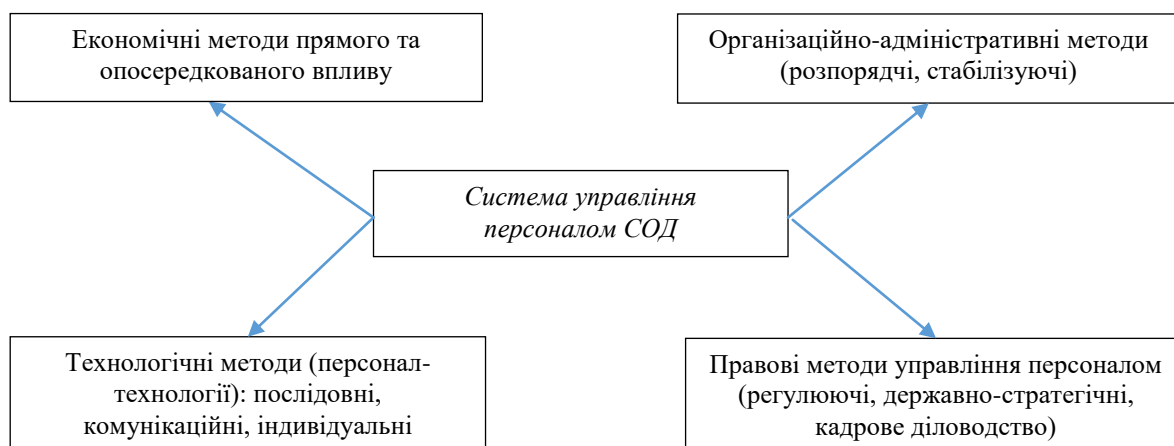 Економічні методи прямого та
опосередкованого впливу
Організаційно-адміністративні методи
(розпорядчі, стабілізуючі)
Система управління
персоналом СОД
Технологічні методи (персонал-
технології): послідовні,
комунікаційні, індивідуальні
Правові методи управління персоналом
(регулюючі, державно-стратегічні,
кадрове діловодство)